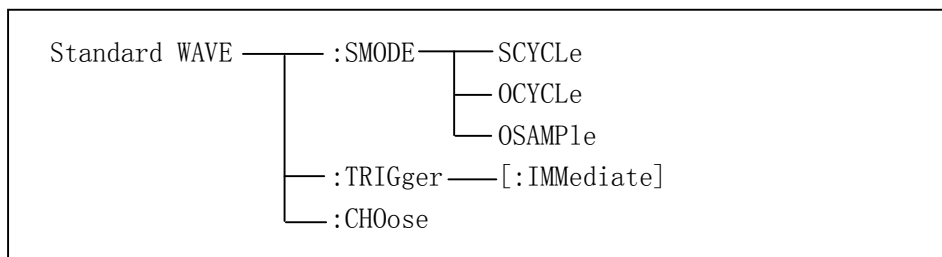 Standard WAVE :SMODE SCYCLe
OCYCLe
OSAMPle
:TRIGger [:IMMediate]
:CHOose